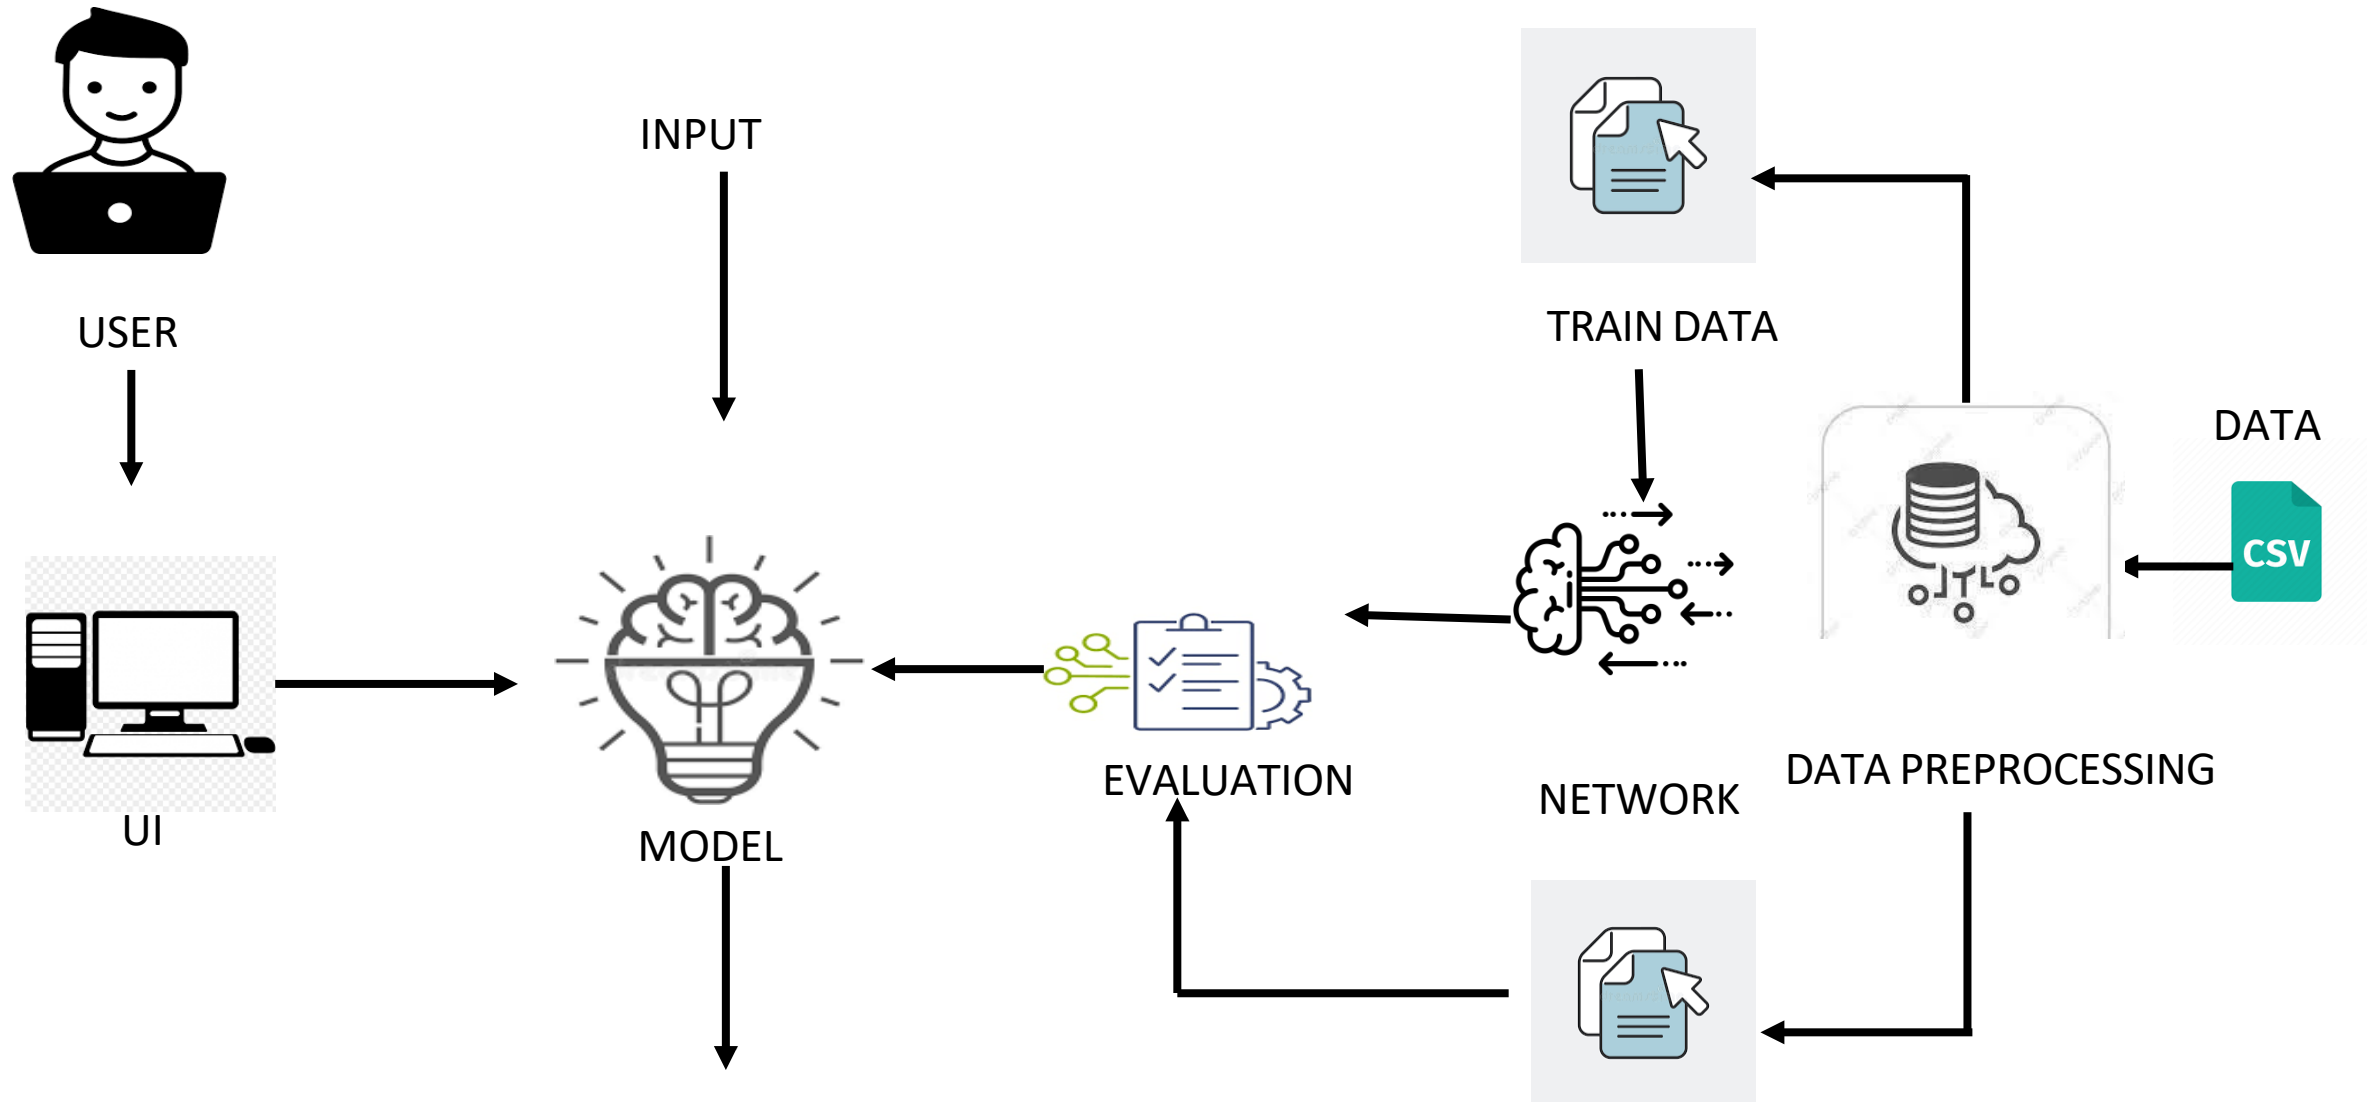 INPUT
USER
TRAIN DATA
DATA
CSV
EVALUATION
NETWORK
DATA PREPROCESSING
UI
MODEL